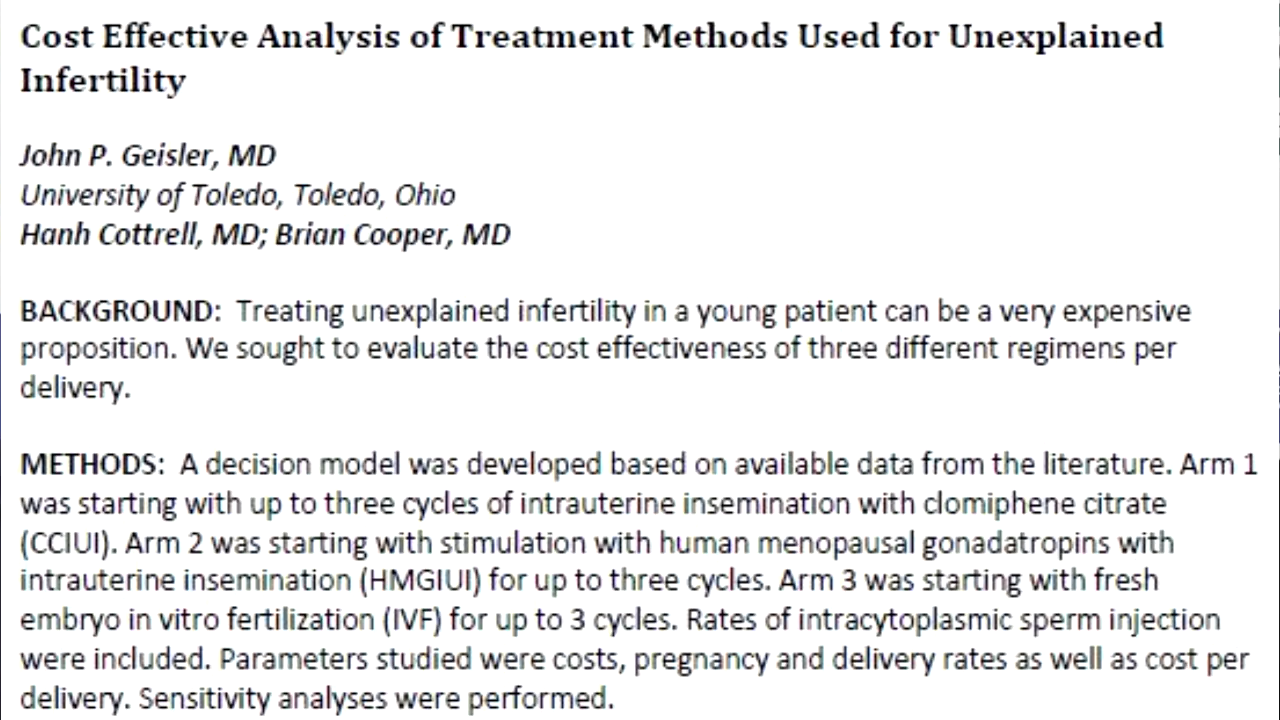 Cost Effective Analysis of Treatment Methods Used for Unexplained
Infertility
John P. Geisler, MD
University of Toledo, Toledo, Ohio
Hanh Cottrell, MD; Brian Cooper, MD
BACKGROUND: Treating unexplained infertility in a young patient can be a very expensive
proposition. We sought to evaluate the cost effectiveness of three different regimens per
delivery.
METHODS: A decision model was developed based on available data from the literature. Arm 1
was starting with up to three cycles of intrauterine insemination with clomiphene citrate
(CCIUI). Arm 2 was starting with stimulation with human menopausal gonadatropins with
intrauterine insemination (HMGIUI) for up to three cycles. Arm 3 was starting with fresh
embryo in vitro fertilization (IVF) for up to 3 cycles. Rates of intracytoplasmic sperm injection
were included. Parameters studied were costs, pregnancy and delivery rates as well as cost per
delivery. Sensitivity analyses were performed.